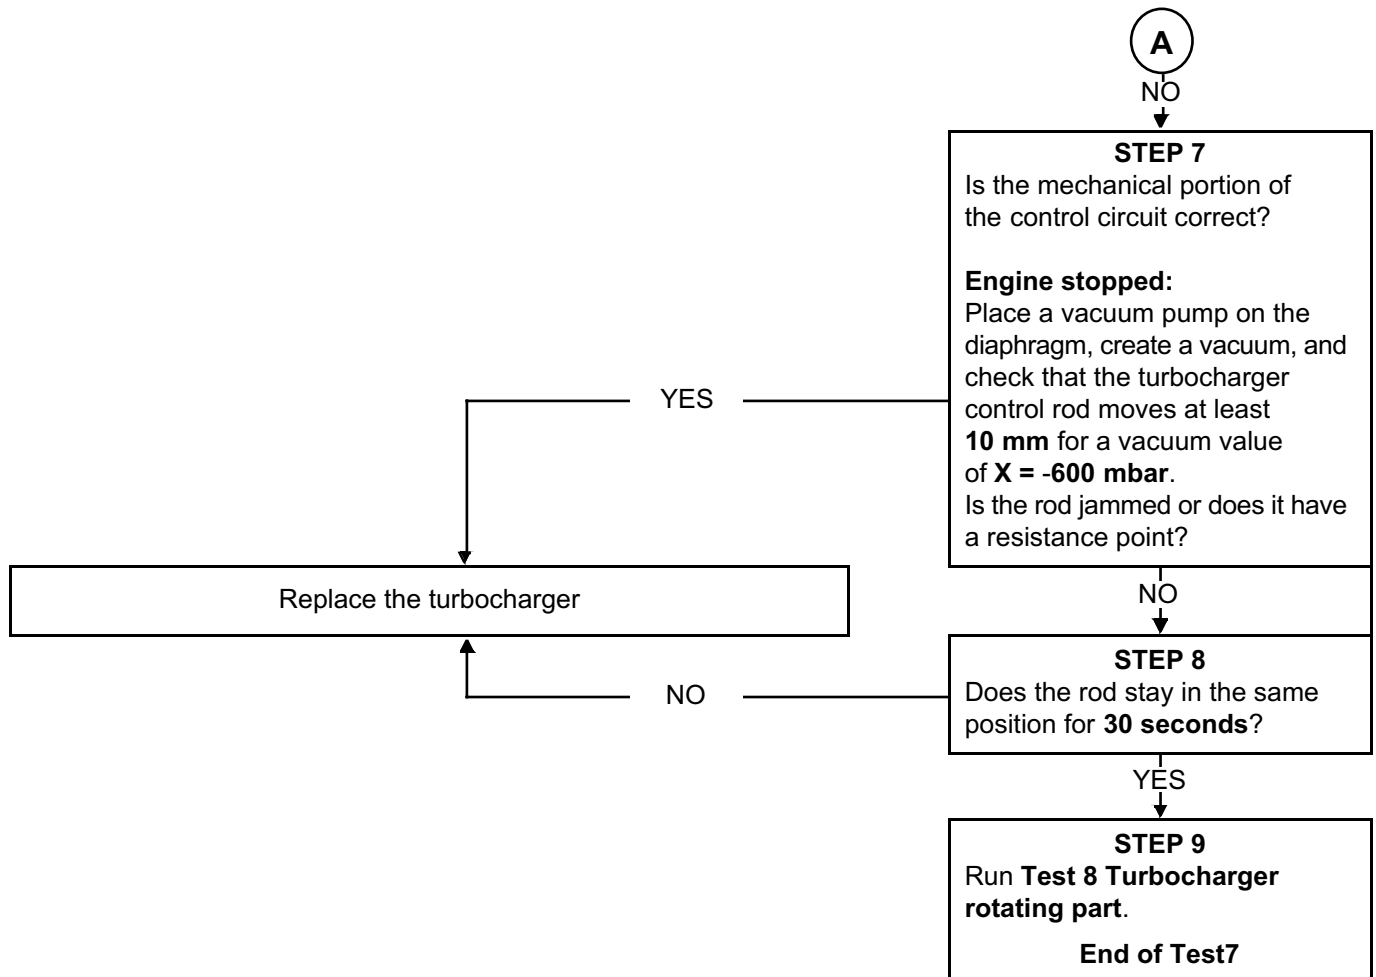 A
NO
STEP 7
Is the mechanical portion of
the control circuit correct?
Engine stopped:
Place a vacuum pump on the
diaphragm, create a vacuum, and
check that the turbocharger
control rod moves at least
10 mm for a vacuum value
of X = -600 mbar.
Is the rod jammed or does it have
a resistance point?
YES
Replace the turbocharger
NO
STEP 8
Does the rod stay in the same
position for 30 seconds?
NO
YES
STEP 9
Run Test 8 Turbocharger
rotating part.
End of Test7